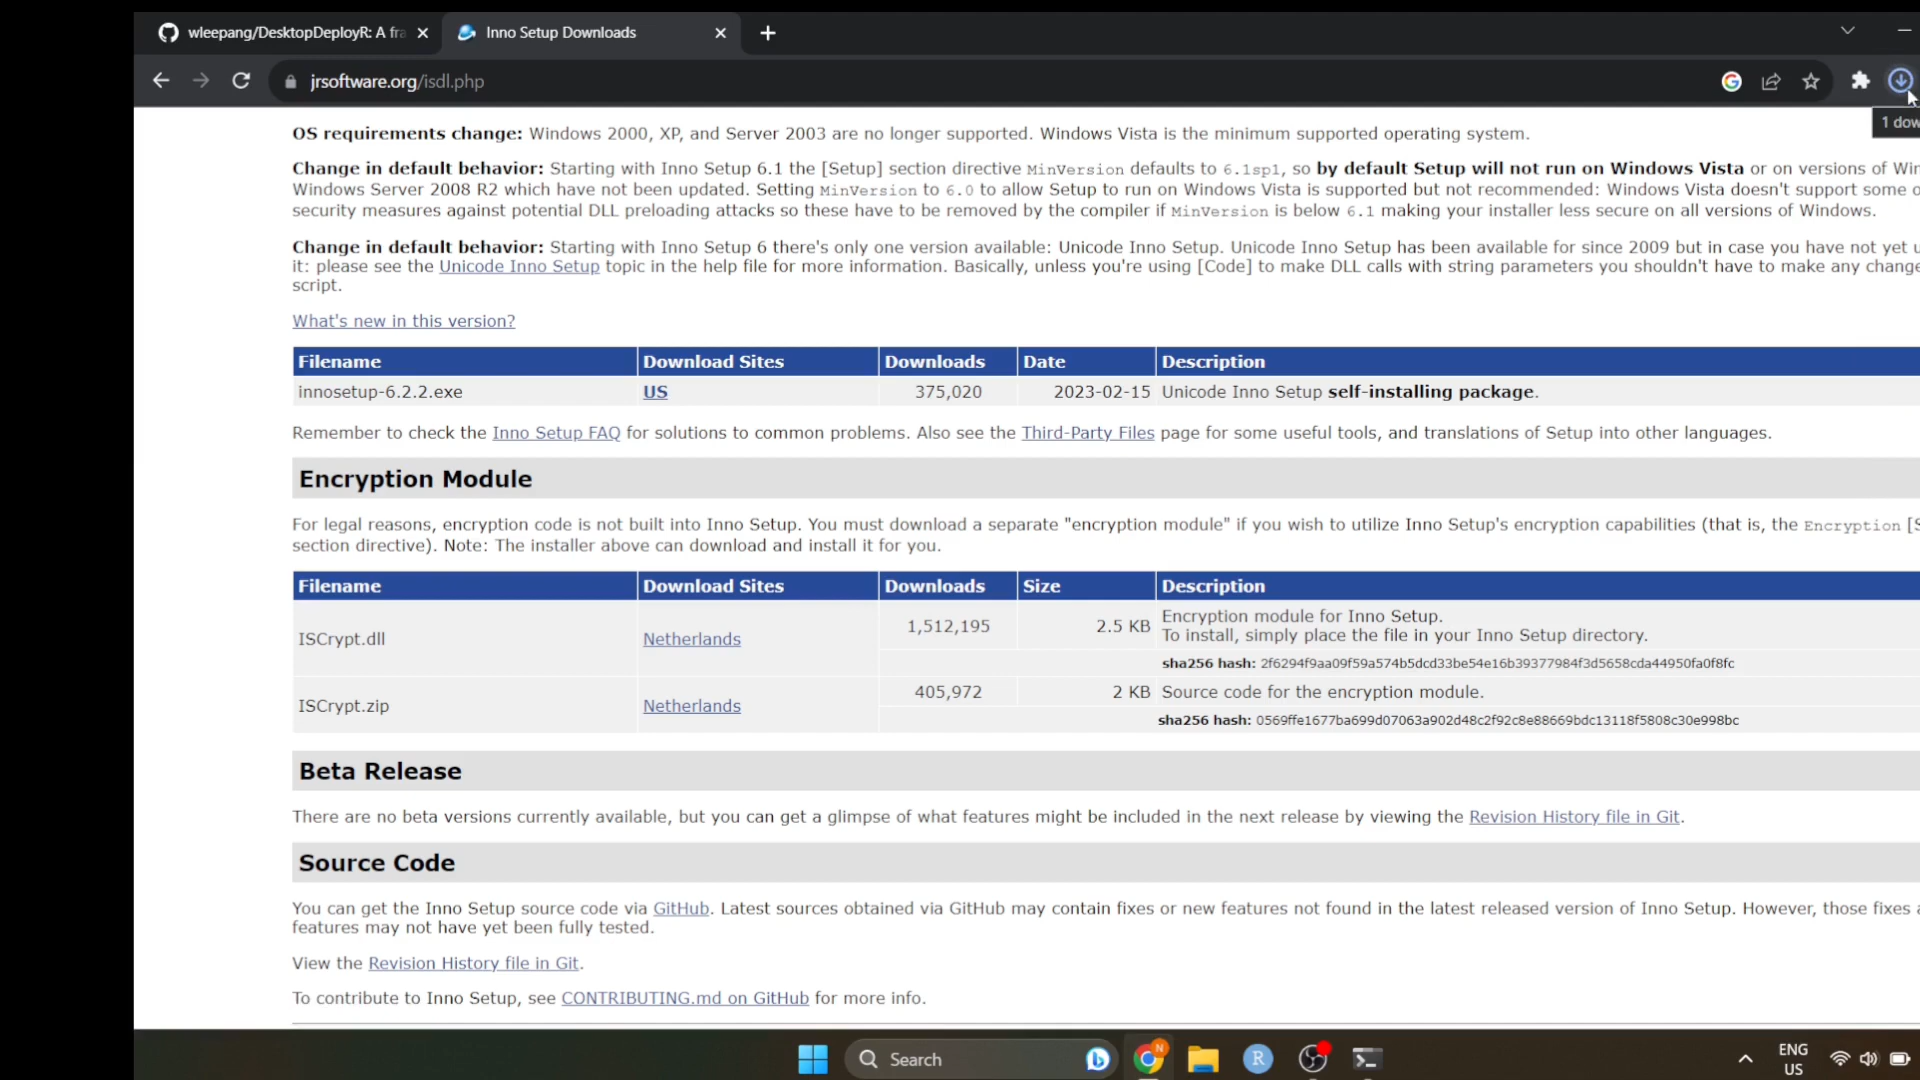 wleepang/DesktopDeployR: A fra
Inno Setup Downloads
jrsoftware.org/isdl.php
1 dow
OS requirements change: Windows 2000, XP, and Server 2003 are no longer supported. Windows Vista is the minimum supported operating system.
Change in default behavior: Starting with Inno Setup 6.1 the [Setup] section directive MinVersion defaults to 6.1sp1, so by default Setup will not run on Windows Vista or on versions of Win
Windows Server 2008 R2 which have not been updated. Setting MinVersion to 6.0 to allow Setup to run on Windows Vista is supported but not recommended: Windows Vista doesn't support some o
security measures against potential DLL preloading attacks so these have to be removed by the compiler if MinVersion is below 6.1 making your installer less secure on all versions of Windows.
Change in default behavior: Starting with Inno Setup 6 there's only one version available: Unicode Inno Setup. Unicode Inno Setup has been available for since 2009 but in case you have not yet u
it: please see the Unicode Inno Setup topic in the help file for more information. Basically, unless you're using [Code] to make DLL calls with string parameters you shouldn't have to make any change
script.
What's new in this version?
Filename Download Sites Downloads Date Description
innosetup-6.2.2.exe US 375,020 2023-02-15 Unicode Inno Setup self-installing package.
Remember to check the Inno Setup FAQ for solutions to common problems. Also see the Third-Party Files page for some useful tools, and translations of Setup into other languages.
Encryption Module
For legal reasons, encryption code is not built into Inno Setup. You must download a separate "encryption module" if you wish to utilize Inno Setup's encryption capabilities (that is, the Encryption [S
section directive). Note: The installer above can download and install it for you.
Filename Download Sites Downloads Size Description
ISCrypt.dll Netherlands 1,512,195 2.5 KB Encryption module for Inno Setup.
To install, simply place the file in your Inno Setup directory.
sha256 hash: 2f6294f9aa09f59a574b5dcd33be54e16b39377984f3d5658cda44950fa0f8fc
ISCrypt.zip Netherlands 405,972 2 KB Source code for the encryption module.
sha256 hash: 0569ffe1677ba699d07063a902d48c2f92c8e88669bdc13118f5808c30e998bc
Beta Release
There are no beta versions currently available, but you can get a glimpse of what features might be included in the next release by viewing the Revision History file in Git.
Source Code
You can get the Inno Setup source code via GitHub. Latest sources obtained via GitHub may contain fixes or new features not found in the latest released version of Inno Setup. However, those fixes a
features may not have yet been fully tested.
View the Revision History file in Git.
To contribute to Inno Setup, see CONTRIBUTING.md on GitHub for more info.
Search
N
R
ENG
US